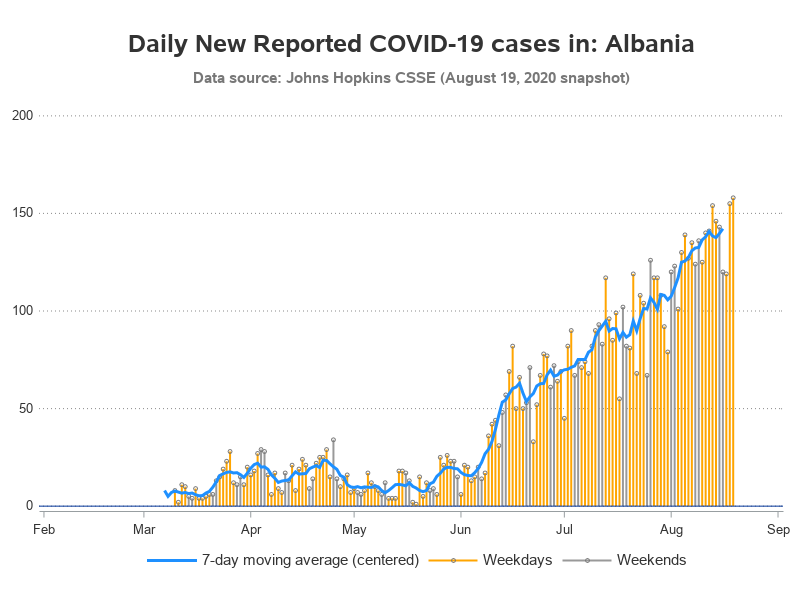 Daily New Reported COVID-19 cases in: Albania
Data source: Johns Hopkins CSSE (August 19, 2020 snapshot)
200
150
100
50
0
Feb Mar Apr May Jun Jul Aug Sep
7-day moving average (centered) Weekdays Weekends